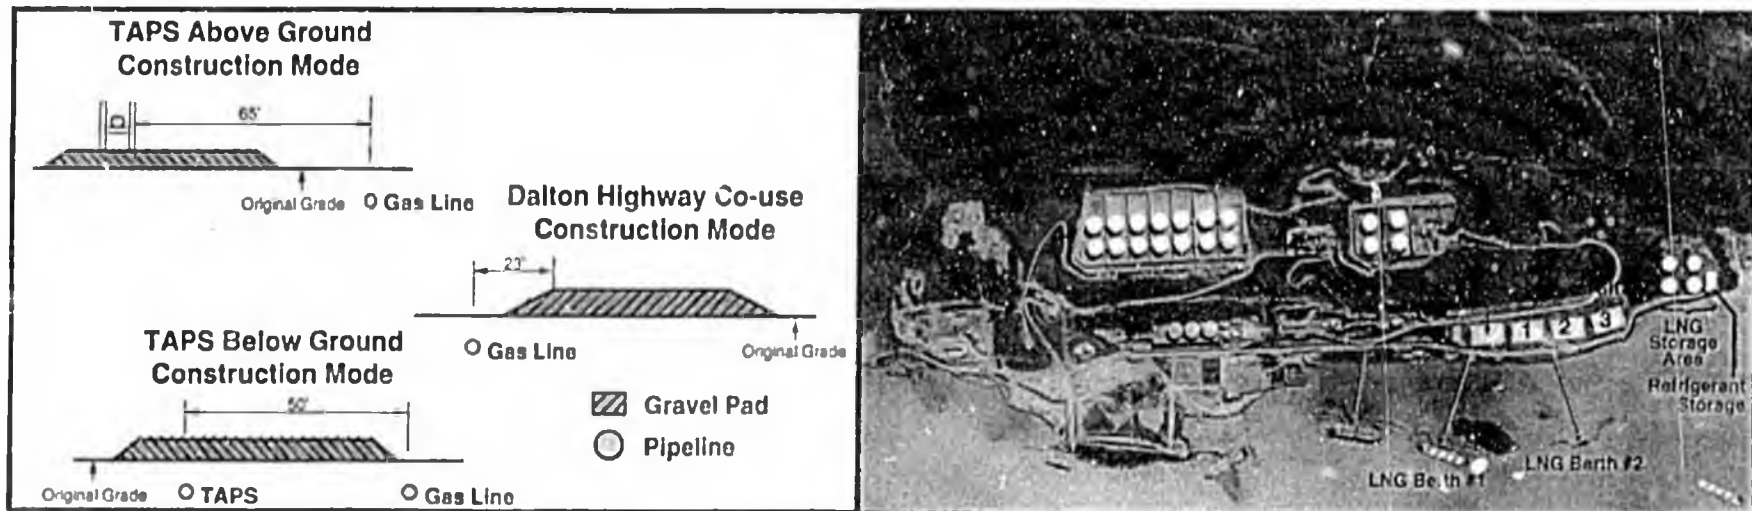 TAPS Above Ground
Construction Mode
65'
Original Grade
Gas Line
Dalton Highway Co-use
Construction Mode
23'
Gas Line
Original Grade
TAPS Below Ground
Construction Mode
50'
Original Grade
TAPS
Gas Line
Gravel Pad
Pipeline
1
2
3
LNG
Storage
Area
Refrigerant
Storage
LNG Berth #1
LNG Berth #2